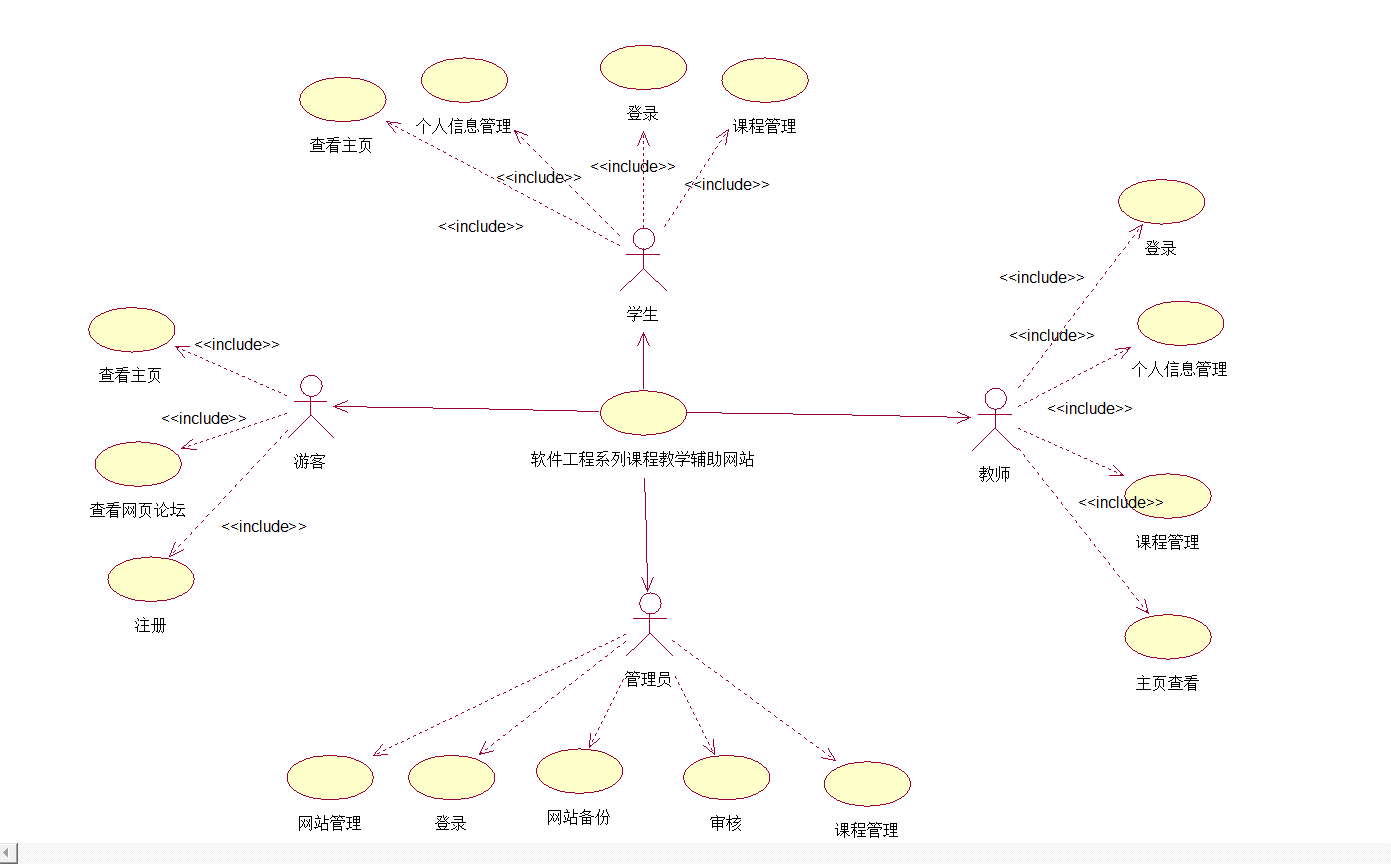 登录
个人信息管理
课程管理
查看主页
<<include>>
<<include>>
<<include>>
<<include>>
学生
登录
<<include>>
<<include>>
个人信息管理
<<include>>
教师
<<include>>
课程管理
主页查看
<<include>>
查看主页
<<include>>
游客
查看网页论坛
<<include>>
注册
软件工程系列课程教学辅助网站
管理员
网站管理
登录
网站备份
审核
课程管理